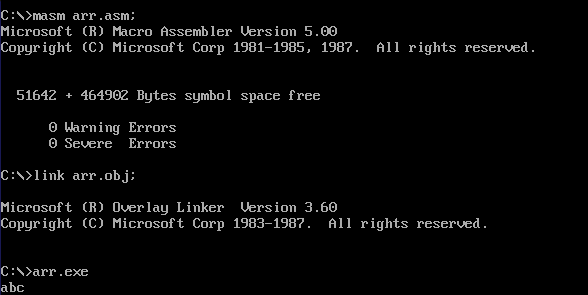 C:\>masm arr.asm;
Microsoft (R) Macro Assembler Version 5.00
Copyright (C) Microsoft Corp 1981-1985, 1987.  All rights reserved.
51642 + 464902 Bytes symbol space free
0 Warning Errors
0 Severe  Errors
C:\>link arr.obj;
Microsoft (R) Overlay Linker  Version 3.60
Copyright (C) Microsoft Corp 1983-1987.  All rights reserved.
C:\>arr.exe
abc